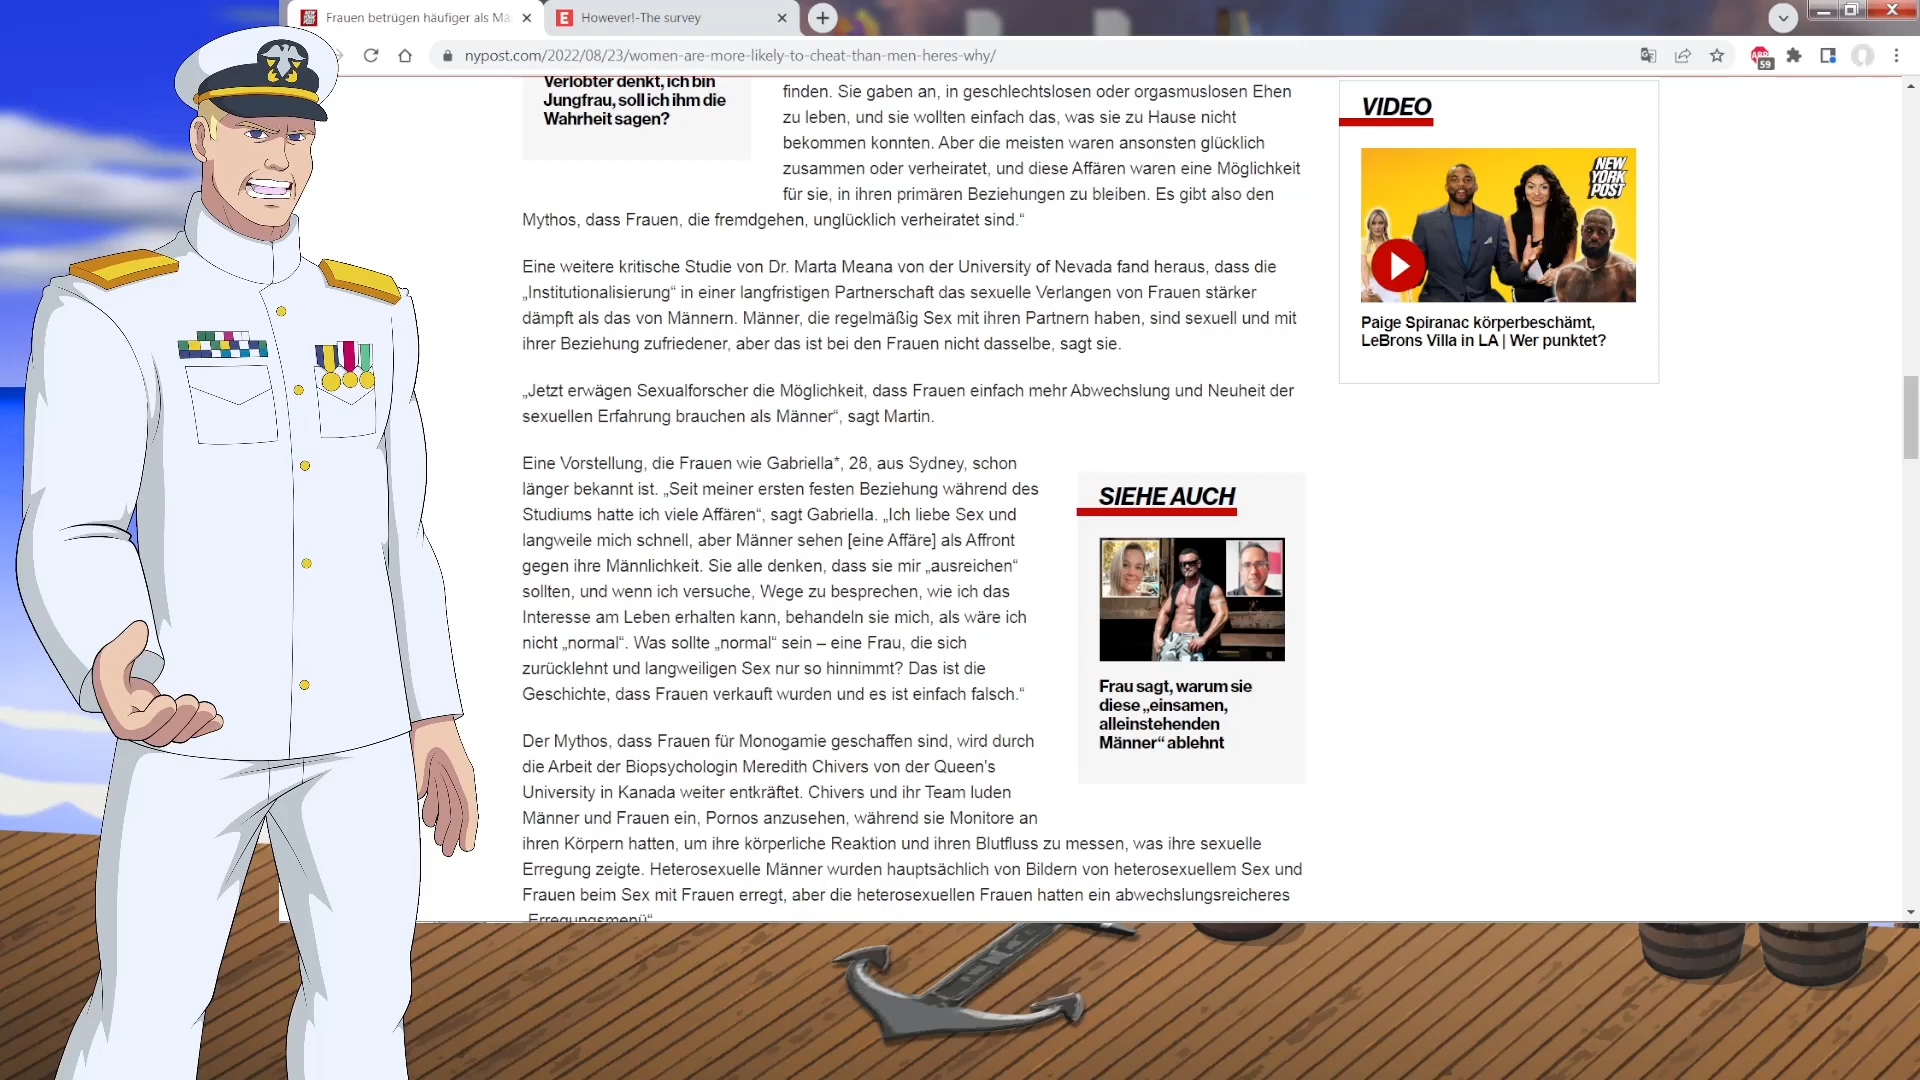 Frauen betrügen häufiger als Mä
However!-The survey
nypost.com/2022/08/23/women-are-more-likely-to-cheat-than-men-heres-why/
ABP
59
Verlobter denkt, ich bin
Jungfrau, soll ich ihm die
Wahrheit sagen?
finden. Sie gaben an, in geschlechtslosen oder orgasmuslosen Ehen
zu leben, und sie wollten einfach das, was sie zu Hause nicht
bekommen konnten. Aber die meisten waren ansonsten glücklich
zusammen oder verheiratet, und diese Affären waren eine Möglichkeit
für sie, in ihren primären Beziehungen zu bleiben. Es gibt also den
Mythos, dass Frauen, die fremdgehen, unglücklich verheiratet sind.“
Eine weitere kritische Studie von Dr. Marta Meana von der University of Nevada fand heraus, dass die
„Institutionalisierung“ in einer langfristigen Partnerschaft das sexuelle Verlangen von Frauen stärker
dämpft als das von Männern. Männer, die regelmäßig Sex mit ihren Partnern haben, sind sexuell und mit
ihrer Beziehung zufriedener, aber das ist bei den Frauen nicht dasselbe, sagt sie.
„Jetzt erwägen Sexualforscher die Möglichkeit, dass Frauen einfach mehr Abwechslung und Neuheit der
sexuellen Erfahrung brauchen als Männer“, sagt Martin.
Eine Vorstellung, die Frauen wie Gabriella*, 28, aus Sydney, schon
länger bekannt ist. „Seit meiner ersten festen Beziehung während des
Studiums hatte ich viele Affären“, sagt Gabriella. „Ich liebe Sex und
langweile mich schnell, aber Männer sehen [eine Affäre] als Affront
gegen ihre Männlichkeit. Sie alle denken, dass sie mir „ausreichen“
sollten, und wenn ich versuche, Wege zu besprechen, wie ich das
Interesse am Leben erhalten kann, behandeln sie mich, als wäre ich
nicht „normal“. Was sollte „normal“ sein – eine Frau, die sich
zurücklehnt und langweiligen Sex nur so hinnimmt? Das ist die
Geschichte, dass Frauen verkauft wurden und es ist einfach falsch.“
Der Mythos, dass Frauen für Monogamie geschaffen sind, wird durch
die Arbeit der Biopsychologin Meredith Chivers von der Queen's
University in Kanada weiter entkräftet. Chivers und ihr Team luden
Männer und Frauen ein, Pornos anzusehen, während sie Monitore an
ihren Körpern hatten, um ihre körperliche Reaktion und ihren Blutfluss zu messen, was ihre sexuelle
Erregung zeigte. Heterosexuelle Männer wurden hauptsächlich von Bildern von heterosexuellem Sex und
Frauen beim Sex mit Frauen erregt, aber die heterosexuellen Frauen hatten ein abwechslungsreicheres
„Erregungsmenü“
SIEHE AUCH
Frau sagt, warum sie
diese „einsamen,
alleinstehenden
Männer“ ablehnt
VIDEO
NEW
YORK
POST
Paige Spiranac körperbeschämt,
LeBrons Villa in LA | Wer punktet?